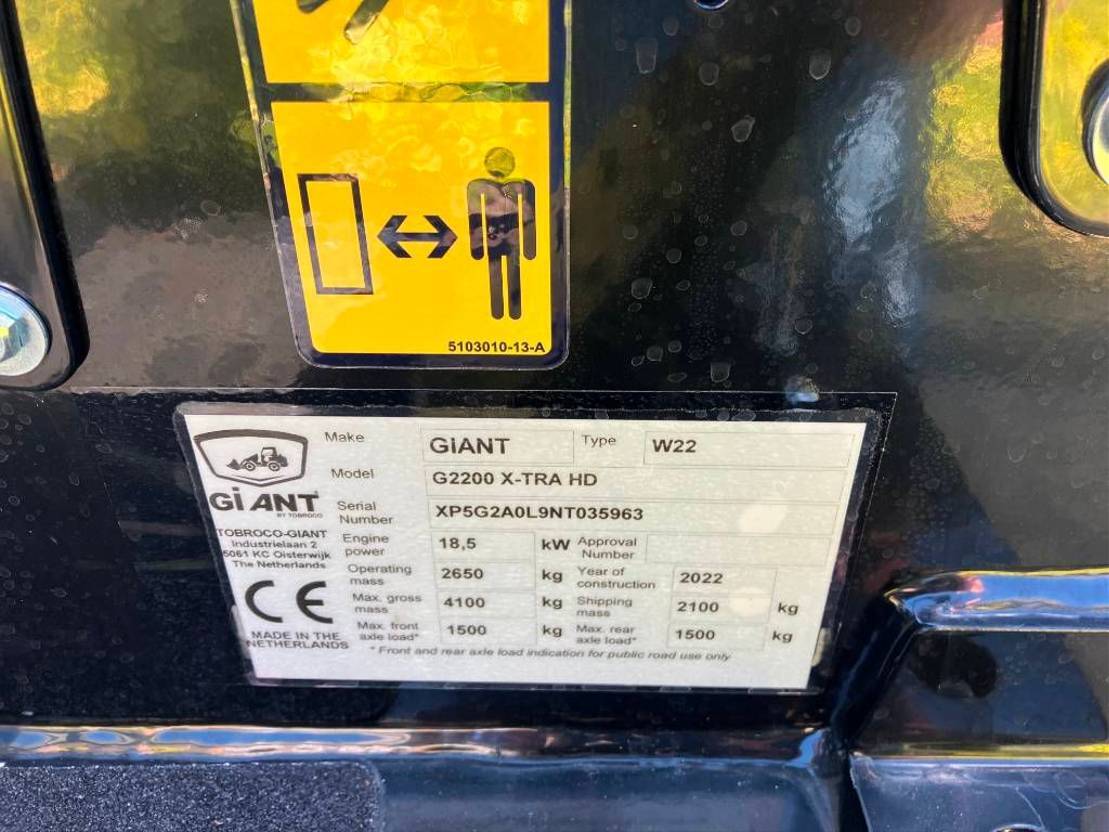 5103010-13-A
Make GiANT Type W22
Model G2200 X-TRA HD
GiANT
BY TOBROCO
Serial Number XP5G2A0L9NT035963
TOBROCO-GIANT
Industrielaan 2
5061 KC Oisterwijk
The Netherlands
Engine power 18,5 kW Approval Number
Operating mass 2650 kg Year of construction 2022
Max. gross mass 4100 kg Shipping mass 2100 kg
Max. front axle load* 1500 kg Max. rear axle load* 1500 kg
CE
MADE IN THE
NETHERLANDS
* Front and rear axle load indication for public road use only